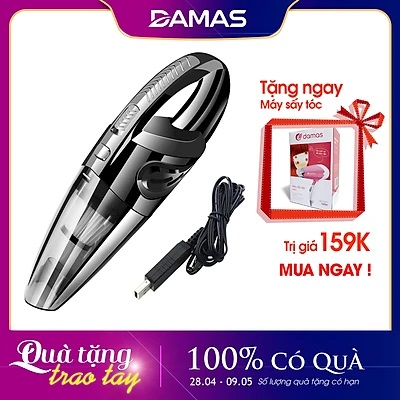 DAMAS
Tặng ngay
Máy sấy tóc
damas
Trị giá 159K
MUA NGAY !
Quà tặng
trao tay
100% CÓ QUÀ
28.04 - 09.05 Số lượng quà tặng có hạn